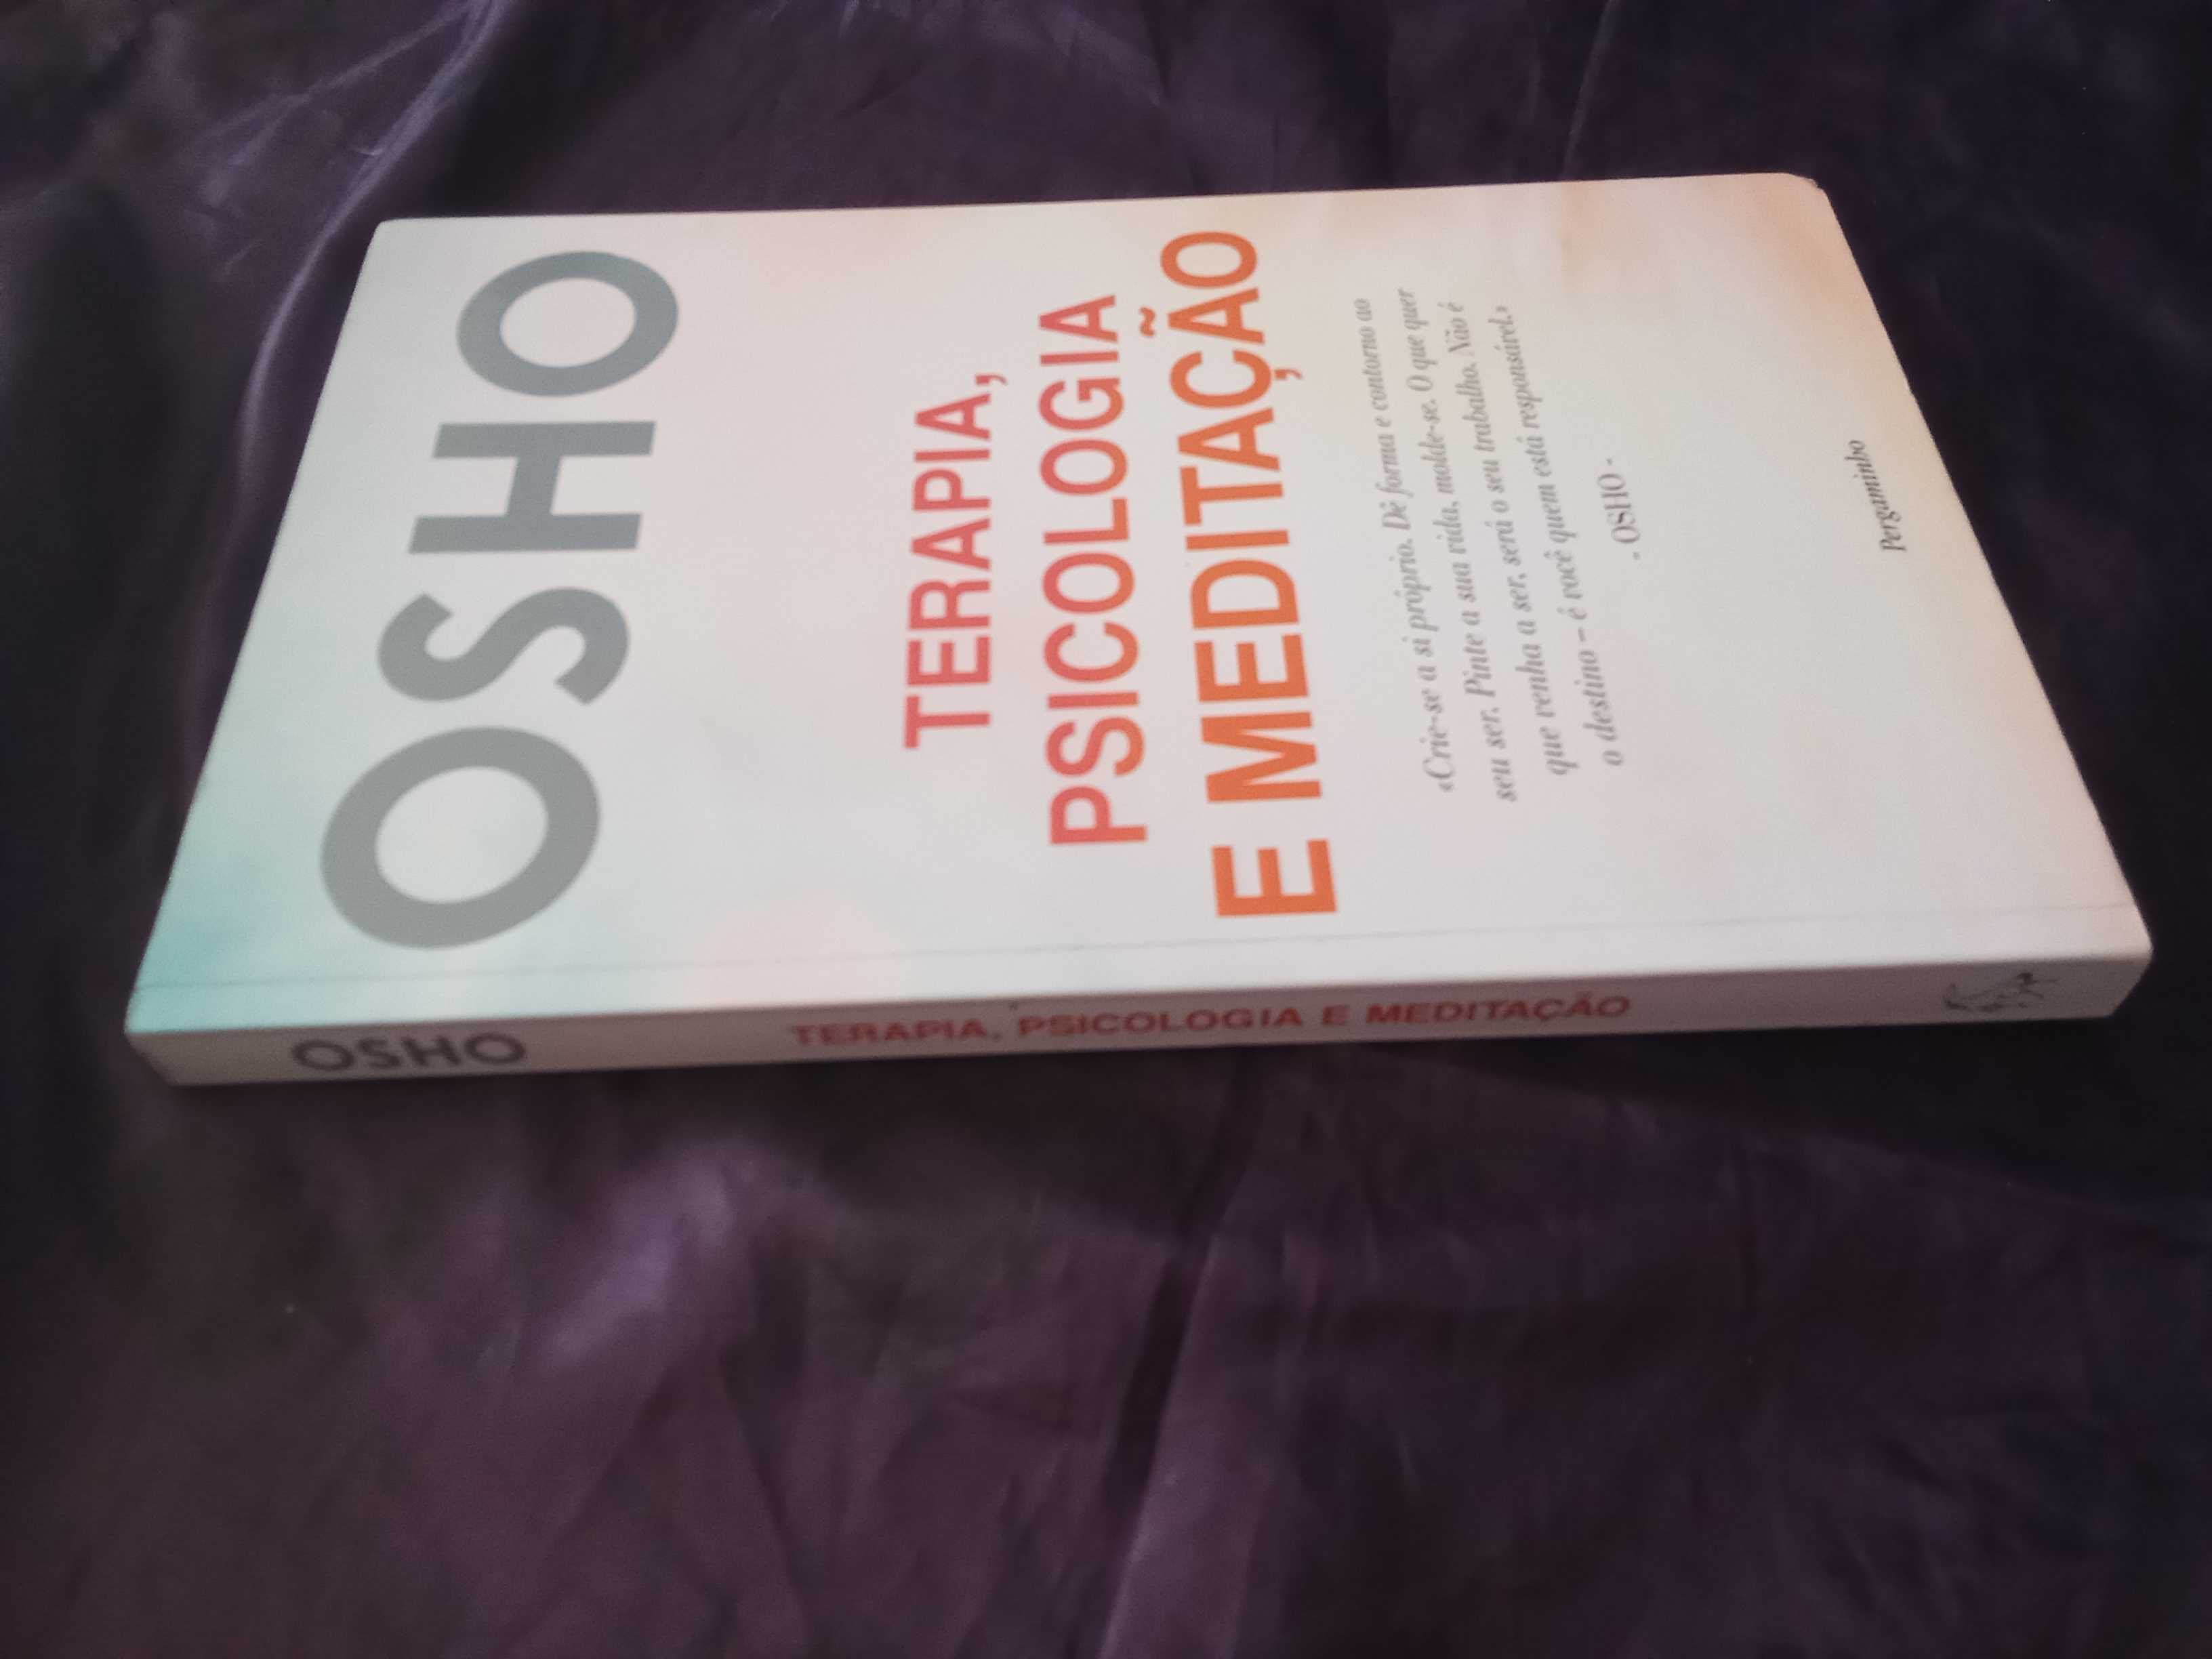 OSHO
TERAPIA,
PSICOLOGIA
E MEDITAÇÃO
«Crie-se a si próprio. Dê forma e contorno ao
seu ser. Pinte a sua vida, molde-se. O que quer
que venha a ser, será o seu trabalho. Não é
o destino – é você quem está responsável.»
- OSHO -
Pergaminho
OSHO TERAPIA, PSICOLOGIA E MEDITAÇÃO